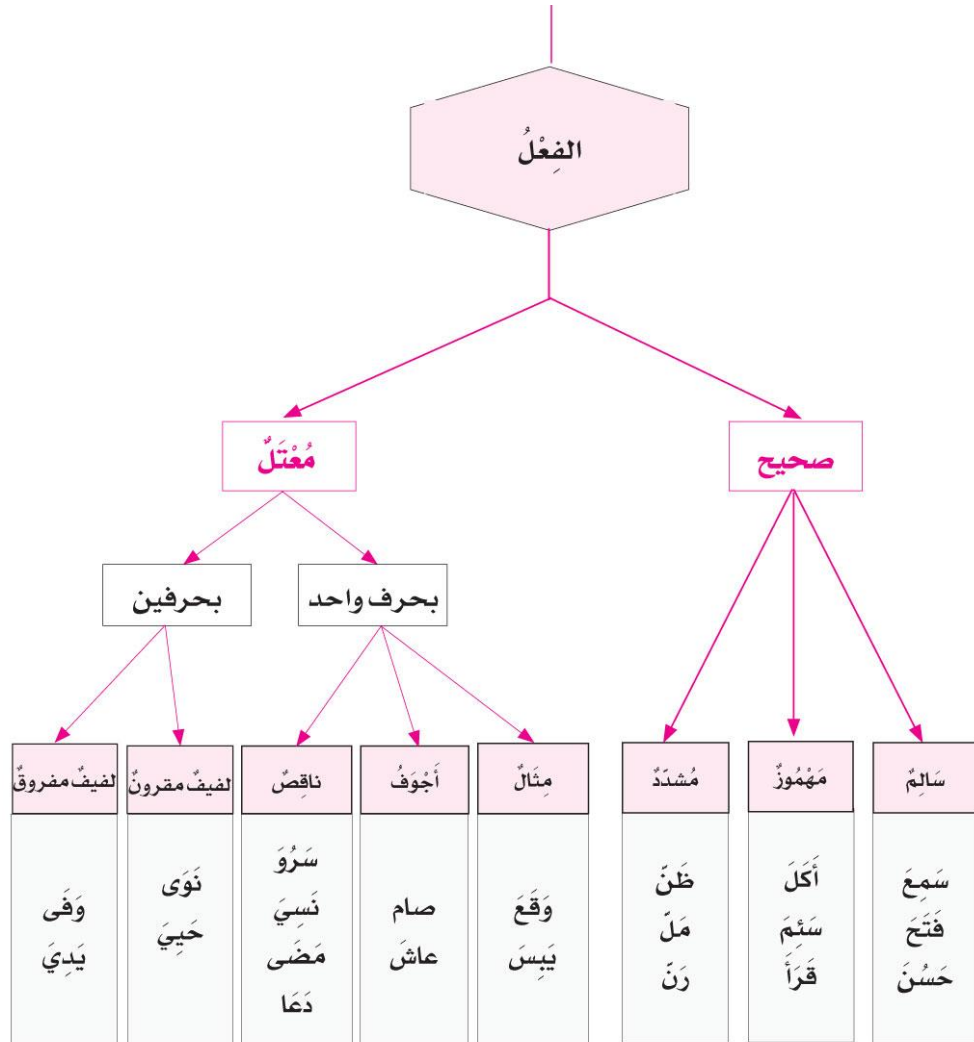 الفِعْلُ
صحيح
مُعْتَلٌّ
بحرف واحد
بحرفين
سَالِمٌ
مَهْمُوزٌ
مُشدّدٌ
مِثَالٌ
أَجْوَفُ
ناقِصٌ
لفيفٌ مقرونٌ
لفيفٌ مفروقٌ
سَمِعَ
فَتَحَ
حَسُنَ
أَكَلَ
سَئِمَ
قَرَأَ
ظَنّ
مَلّ
رَنّ
وَقَعَ
يَبِسَ
صام
عاشَ
سَرُوَ
نَسِيَ
مَضَى
دَعَا
نَوَى
حَيِيَ
وَفَى
يَدِيَ